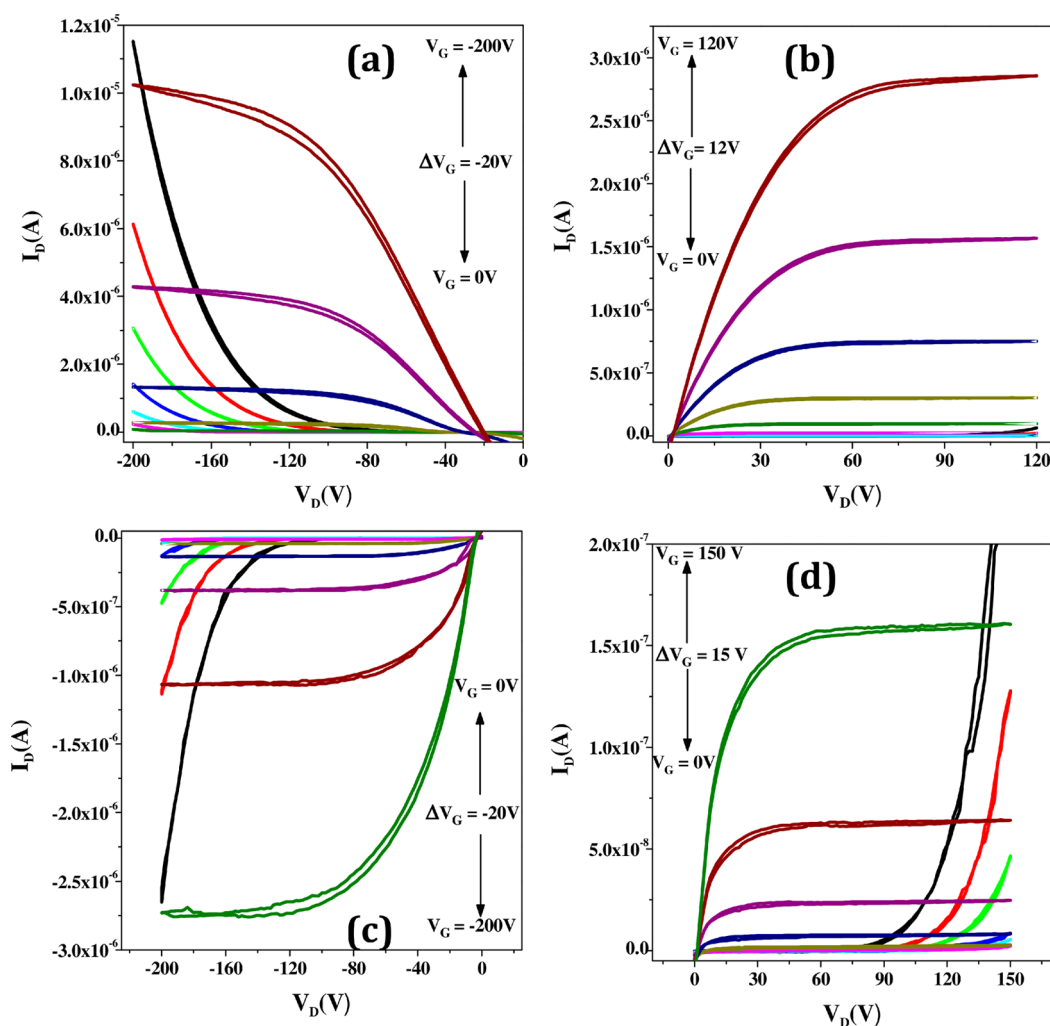 (a)
V_G = -200V
ΔV_G = -20V
V_G = 0V
1.2x10⁻⁵
1.0x10⁻⁵
8.0x10⁻⁶
6.0x10⁻⁶
4.0x10⁻⁶
2.0x10⁻⁶
0.0
I_D(A)
-200 -160 -120 -80 -40 0
V_D(V)
(b)
V_G = 120V
ΔV_G = 12V
V_G = 0V
3.0x10⁻⁶
2.5x10⁻⁶
2.0x10⁻⁶
1.5x10⁻⁶
1.0x10⁻⁶
5.0x10⁻⁷
0.0
I_D(A)
0 30 60 90 120
V_D(V)
0.0
-5.0x10⁻⁷
-1.0x10⁻⁶
-1.5x10⁻⁶
-2.0x10⁻⁶
-2.5x10⁻⁶
-3.0x10⁻⁶
I_D(A)
V_G = 0V
ΔV_G = -20V
V_G = -200V
(c)
-200 -160 -120 -80 -40 0
V_D(V)
2.0x10⁻⁷
1.5x10⁻⁷
1.0x10⁻⁷
5.0x10⁻⁸
0.0
I_D(A)
V_G = 150 V
(d)
ΔV_G = 15 V
V_G = 0V
0 30 60 90 120 150
V_D(V)